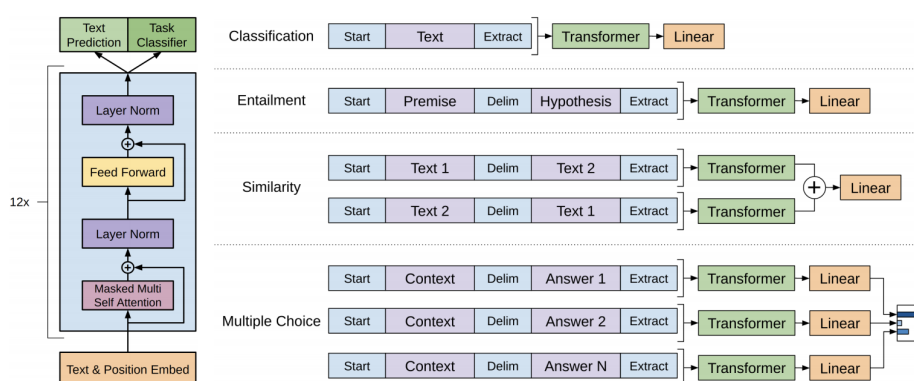 Text
Prediction
Task
Classifier
Layer Norm
Feed Forward
12x
Layer Norm
Masked Multi
Self Attention
Text & Position Embed
Classification
Start Text Extract Transformer Linear
Entailment
Start Premise Delim Hypothesis Extract Transformer Linear
Similarity
Start Text 1 Delim Text 2 Extract Transformer
Linear
Start Text 2 Delim Text 1 Extract Transformer
Multiple Choice
Start Context Delim Answer 1 Extract Transformer Linear
Start Context Delim Answer 2 Extract Transformer Linear
Start Context Delim Answer N Extract Transformer Linear